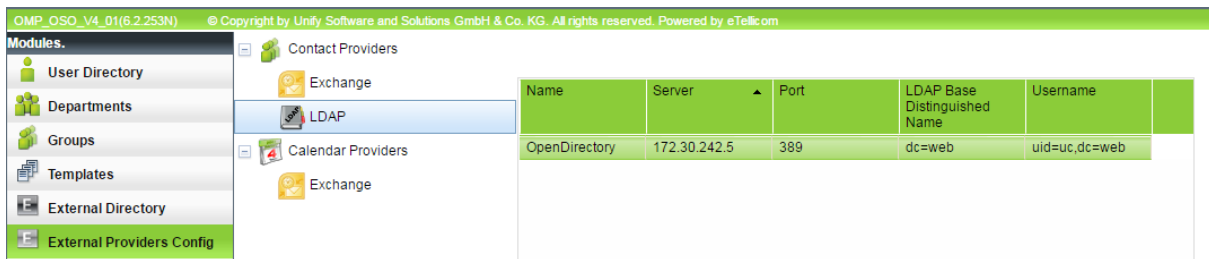 OMP_OSO_V4_01(6.2.253N) © Copyright by Unify Software and Solutions GmbH & Co. KG. All rights reserved. Powered by eTellicom
Modules.
User Directory
Departments
Groups
Templates
External Directory
External Providers Config
Contact Providers
Exchange
LDAP
Calendar Providers
Exchange
Name Server Port LDAP Base Username
Distinguished
Name
OpenDirectory 172.30.242.5 389 dc=web uid=uc,dc=web